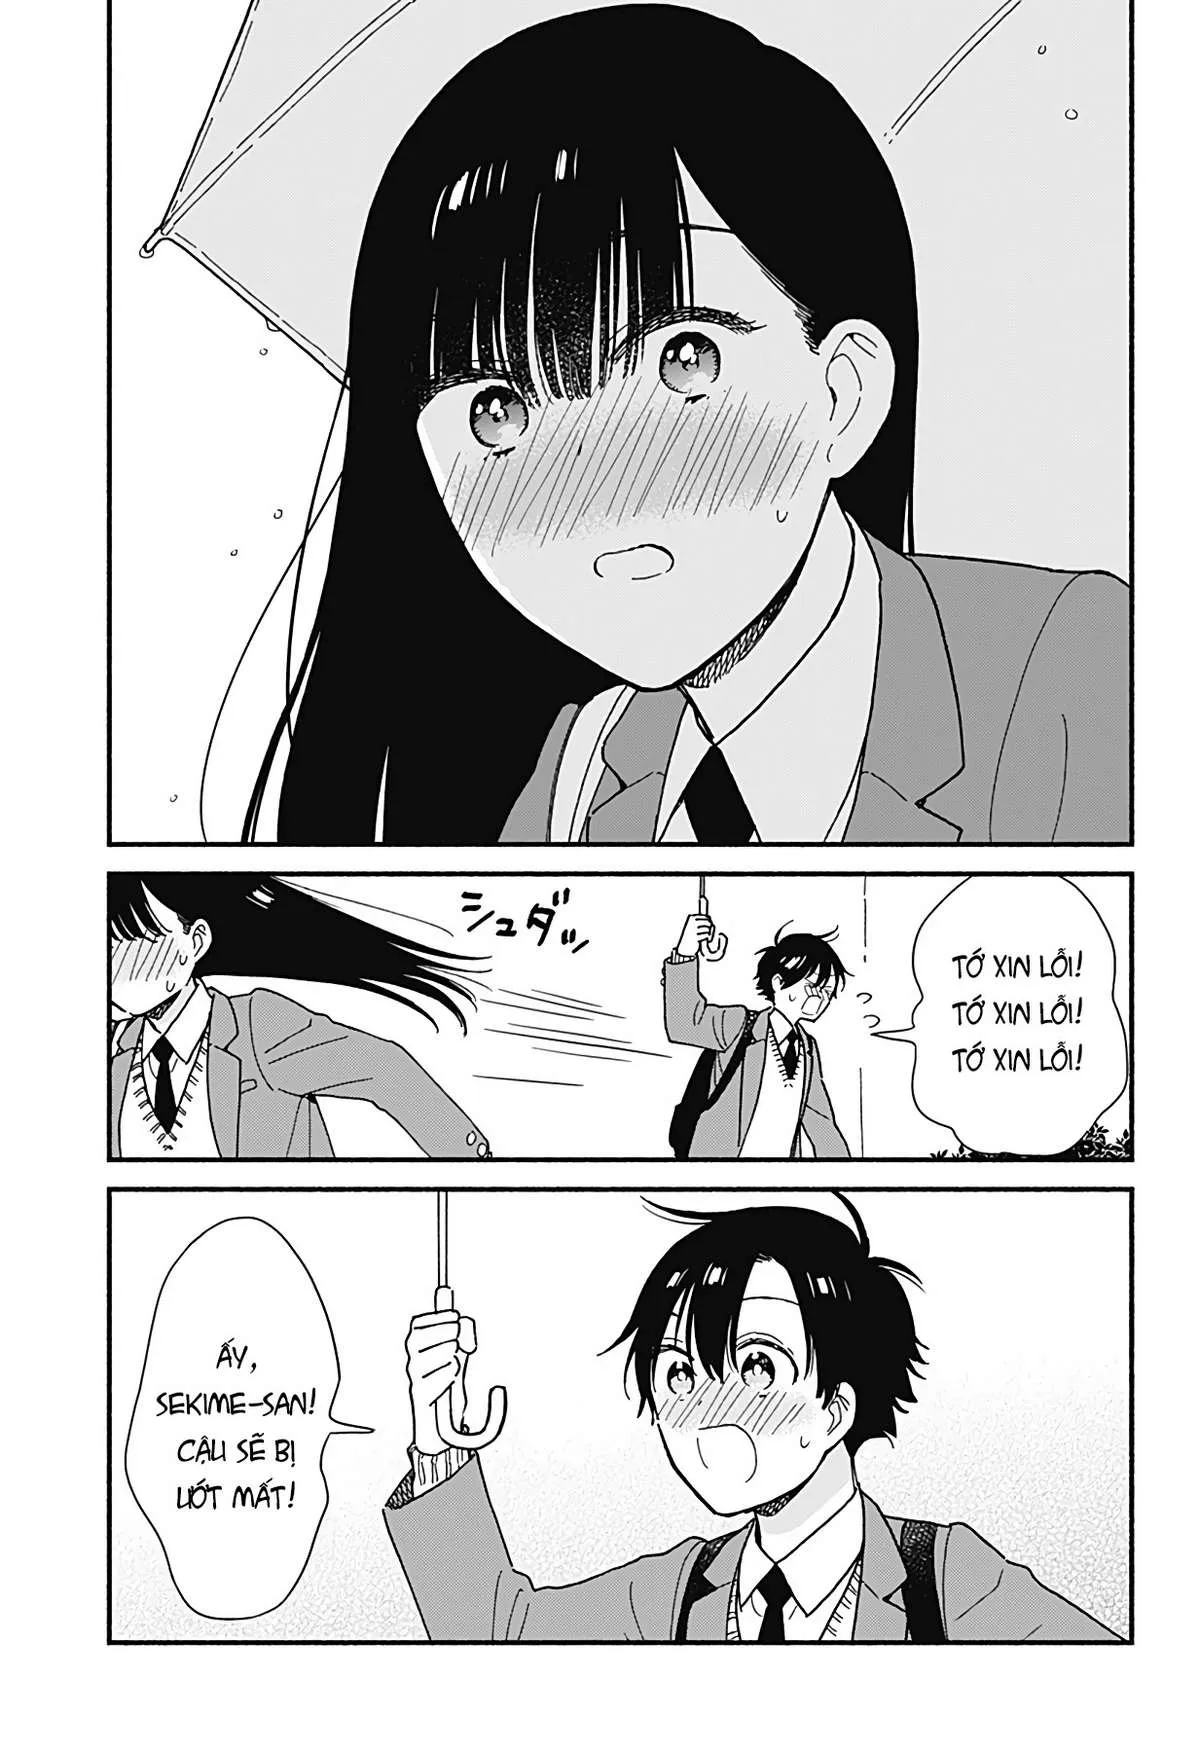 シュダッ
TỚ XIN LỖI!
TỚ XIN LỖI!
TỚ XIN LỖI!
ẤY,
SEKIME-SAN!
CẬU SẼ BỊ
ƯỚT MẤT!